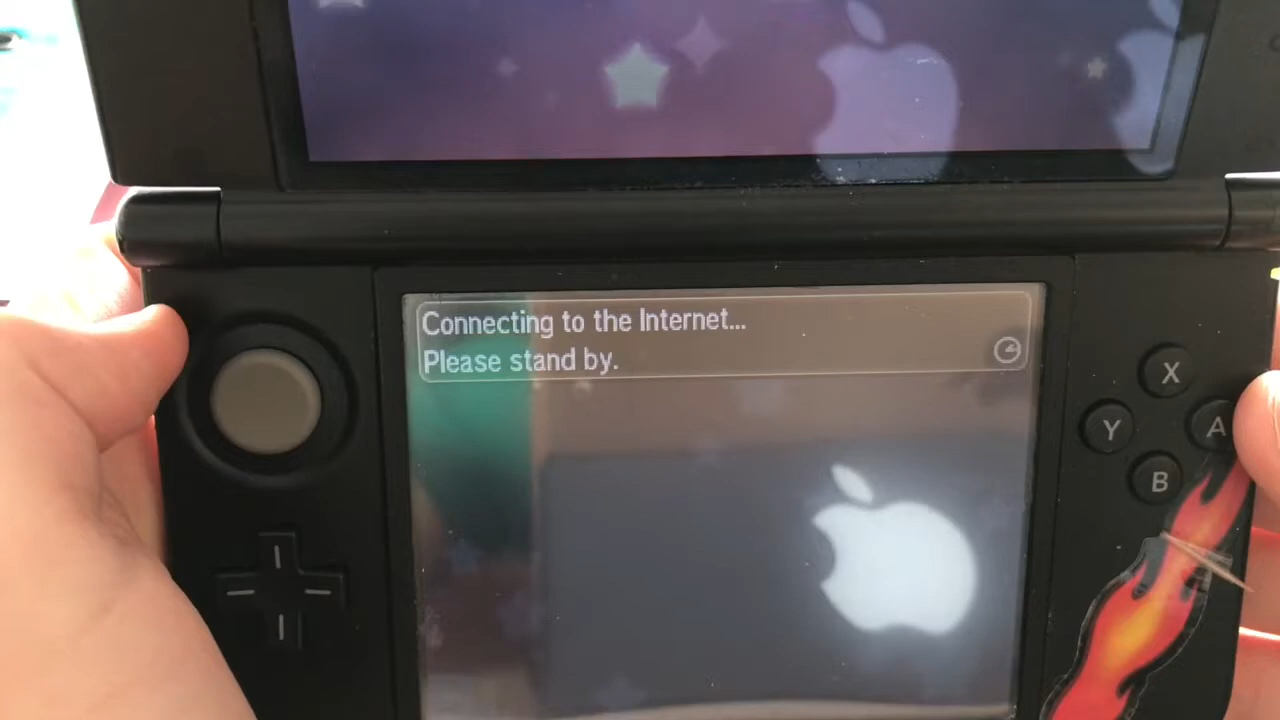 Connecting to the Internet...
Please stand by.
X
Y
A
B